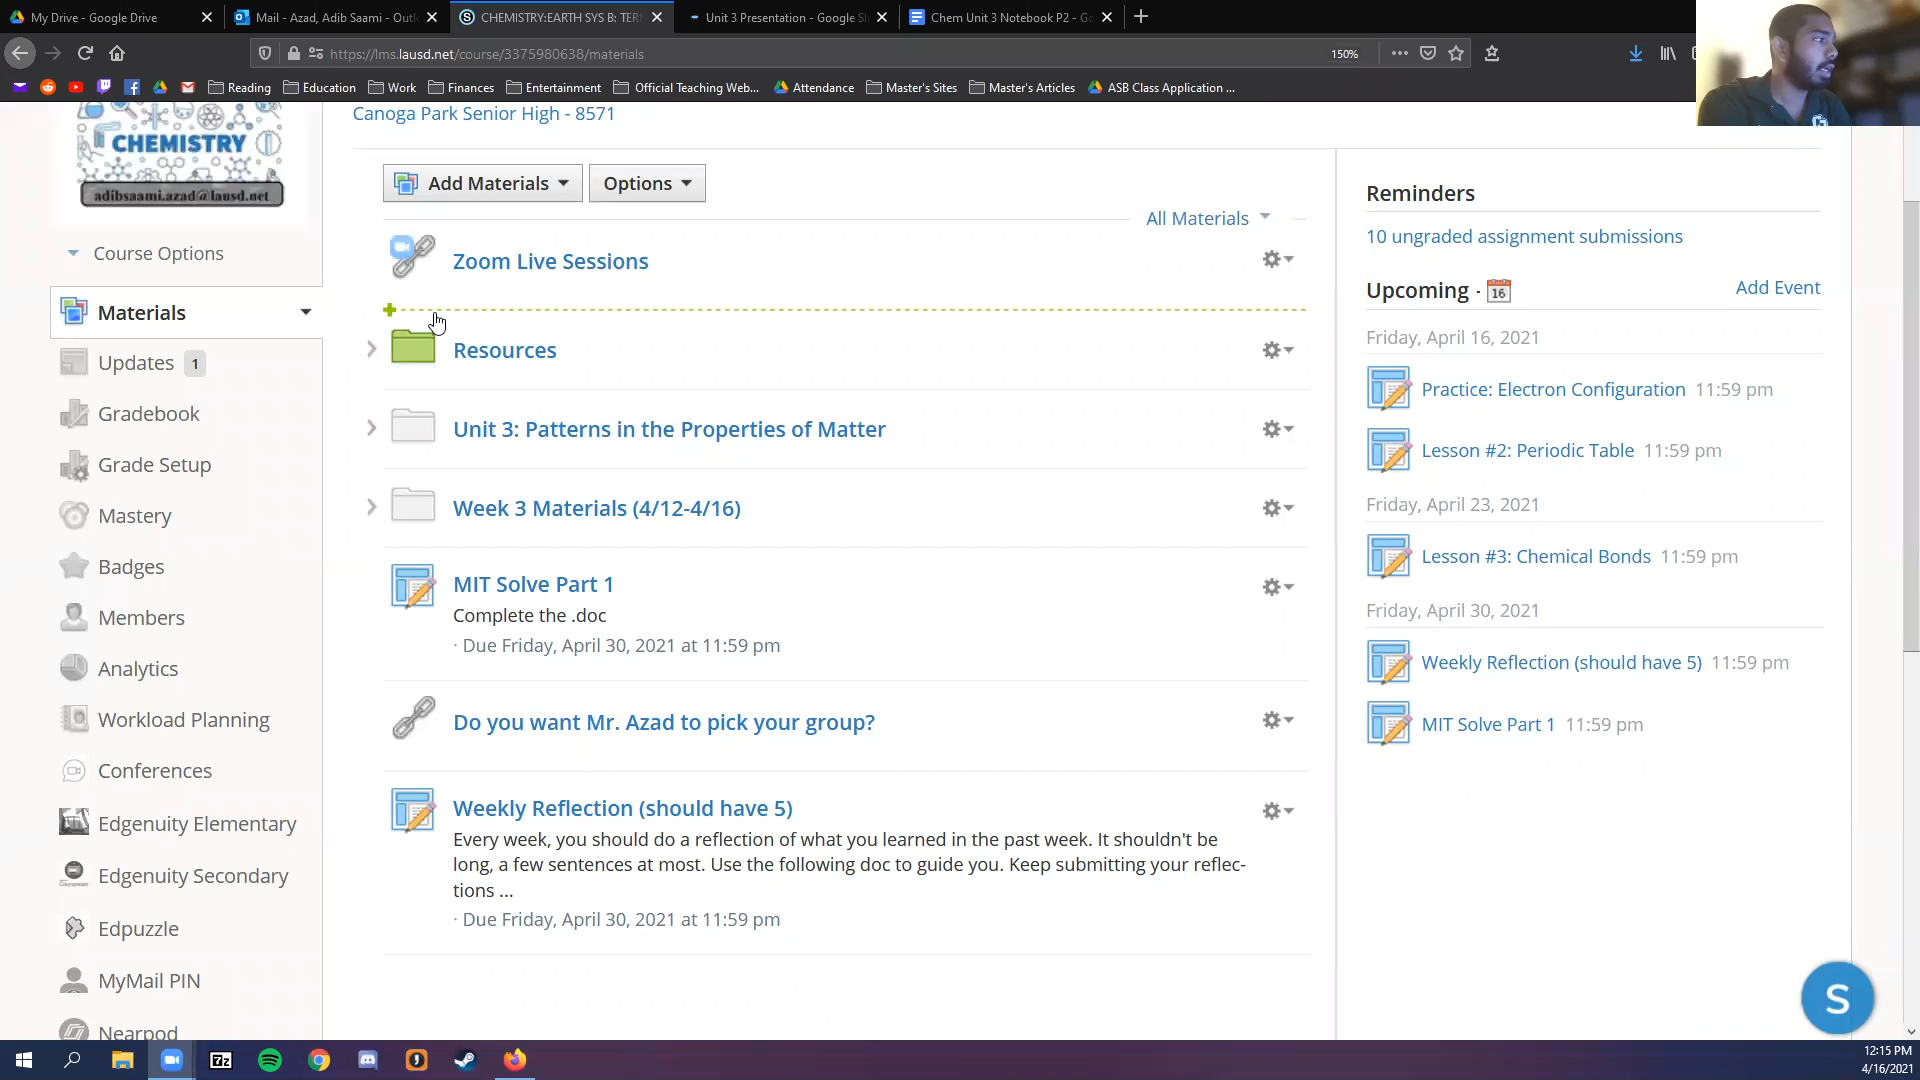 My Drive - Google Drive
Mail - Azad, Adib Saami - Outl
CHEMISTRY:EARTH SYS B: TER
Unit 3 Presentation - Google Sl
Chem Unit 3 Notebook P2 - Go
https://lms.lausd.net/course/3375980638/materials
150%
Reading
Education
Work
Finances
Entertainment
Official Teaching Web...
Attendance
Master's Sites
Master's Articles
ASB Class Application ...
CHEMISTRY
adibsaami.azad@lausd.net
Course Options
Materials
Updates 1
Gradebook
Grade Setup
Mastery
Badges
Members
Analytics
Workload Planning
Conferences
Edgenuity Elementary
Edgenuity Secondary
Edpuzzle
MyMail PIN
Nearpod
Canoga Park Senior High - 8571
Add Materials
Options
All Materials
Zoom Live Sessions
Resources
Unit 3: Patterns in the Properties of Matter
Week 3 Materials (4/12-4/16)
MIT Solve Part 1
Complete the .doc
· Due Friday, April 30, 2021 at 11:59 pm
Do you want Mr. Azad to pick your group?
Weekly Reflection (should have 5)
Every week, you should do a reflection of what you learned in the past week. It shouldn't be
long, a few sentences at most. Use the following doc to guide you. Keep submitting your reflec-
tions ...
· Due Friday, April 30, 2021 at 11:59 pm
Reminders
10 ungraded assignment submissions
Upcoming · 16
Add Event
Friday, April 16, 2021
Practice: Electron Configuration 11:59 pm
Lesson #2: Periodic Table 11:59 pm
Friday, April 23, 2021
Lesson #3: Chemical Bonds 11:59 pm
Friday, April 30, 2021
Weekly Reflection (should have 5) 11:59 pm
MIT Solve Part 1 11:59 pm
S
7z
12:15 PM
4/16/2021